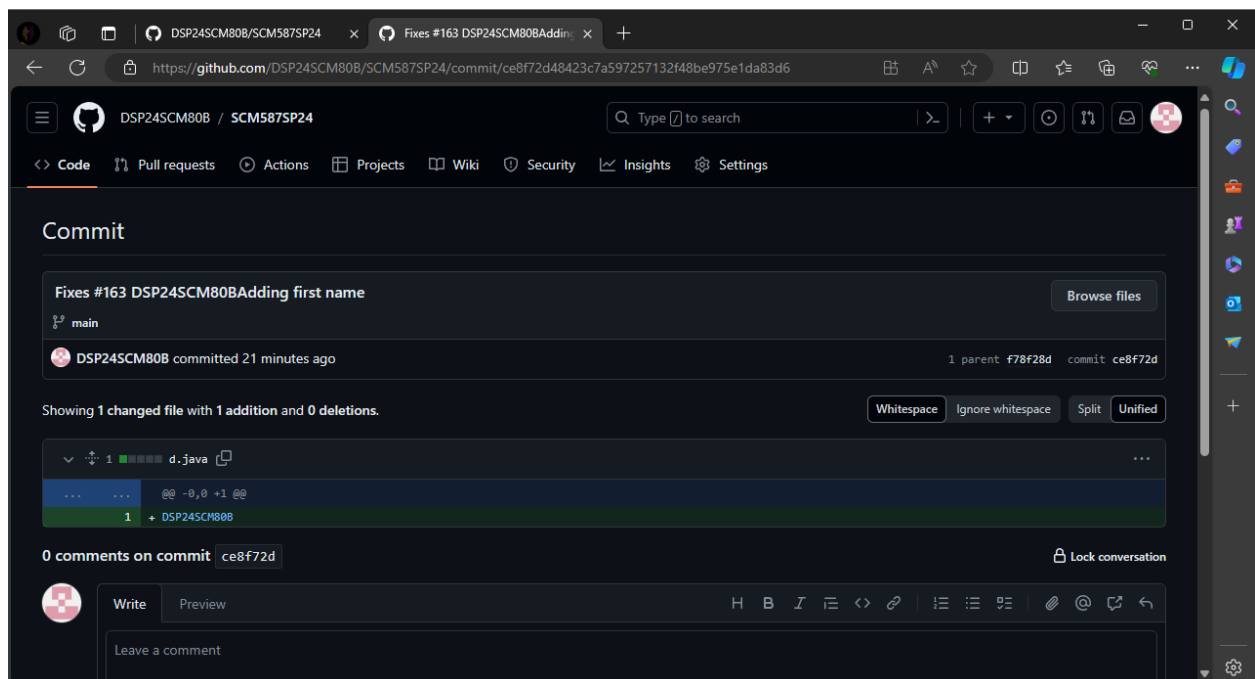 DSP24SCM80B/SCM587SP24
Fixes #163 DSP24SCM80BAdding
https://github.com/DSP24SCM80B/SCM587SP24/commit/ce8f72d48423c7a597257132f48be975e1da83d6
DSP24SCM80B / SCM587SP24
Type / to search
Code Pull requests Actions Projects Wiki Security Insights Settings
Commit
Fixes #163 DSP24SCM80BAdding first name
Browse files
main
DSP24SCM80B committed 21 minutes ago
1 parent f78f28d commit ce8f72d
Showing 1 changed file with 1 addition and 0 deletions.
Whitespace Ignore whitespace Split Unified
1 d.java
... ... @@ -0,0 +1 @@
1 + DSP24SCM80B
0 comments on commit ce8f72d
Lock conversation
Write Preview
Leave a comment